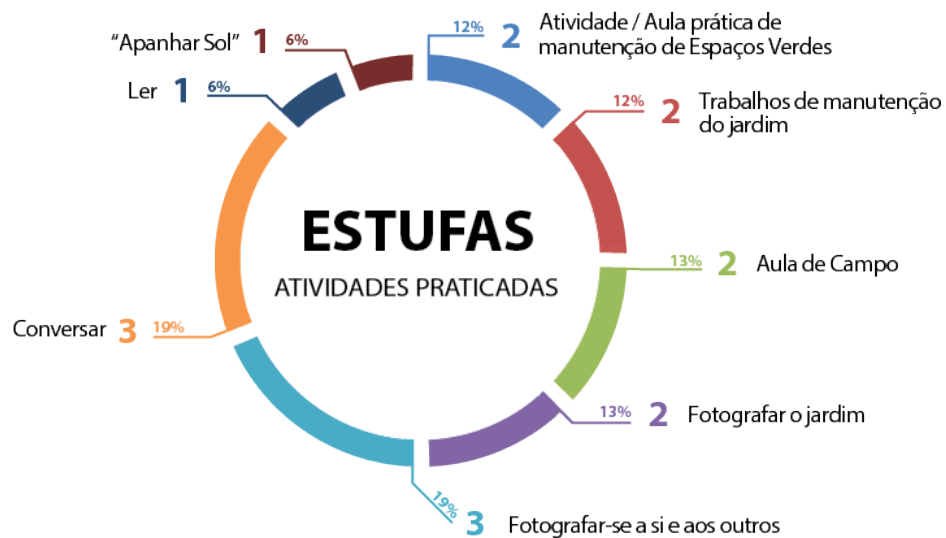 ESTUFAS
ATIVIDADES PRATICADAS
12% 2 Atividade / Aula prática de
manutenção de Espaços Verdes
12% 2 Trabalhos de manutenção
do jardim
13% 2 Aula de Campo
13% 2 Fotografar o jardim
19% 3 Fotografar-se a si e aos outros
Conversar 3 19%
Ler 1 6%
“Apanhar Sol” 1 6%